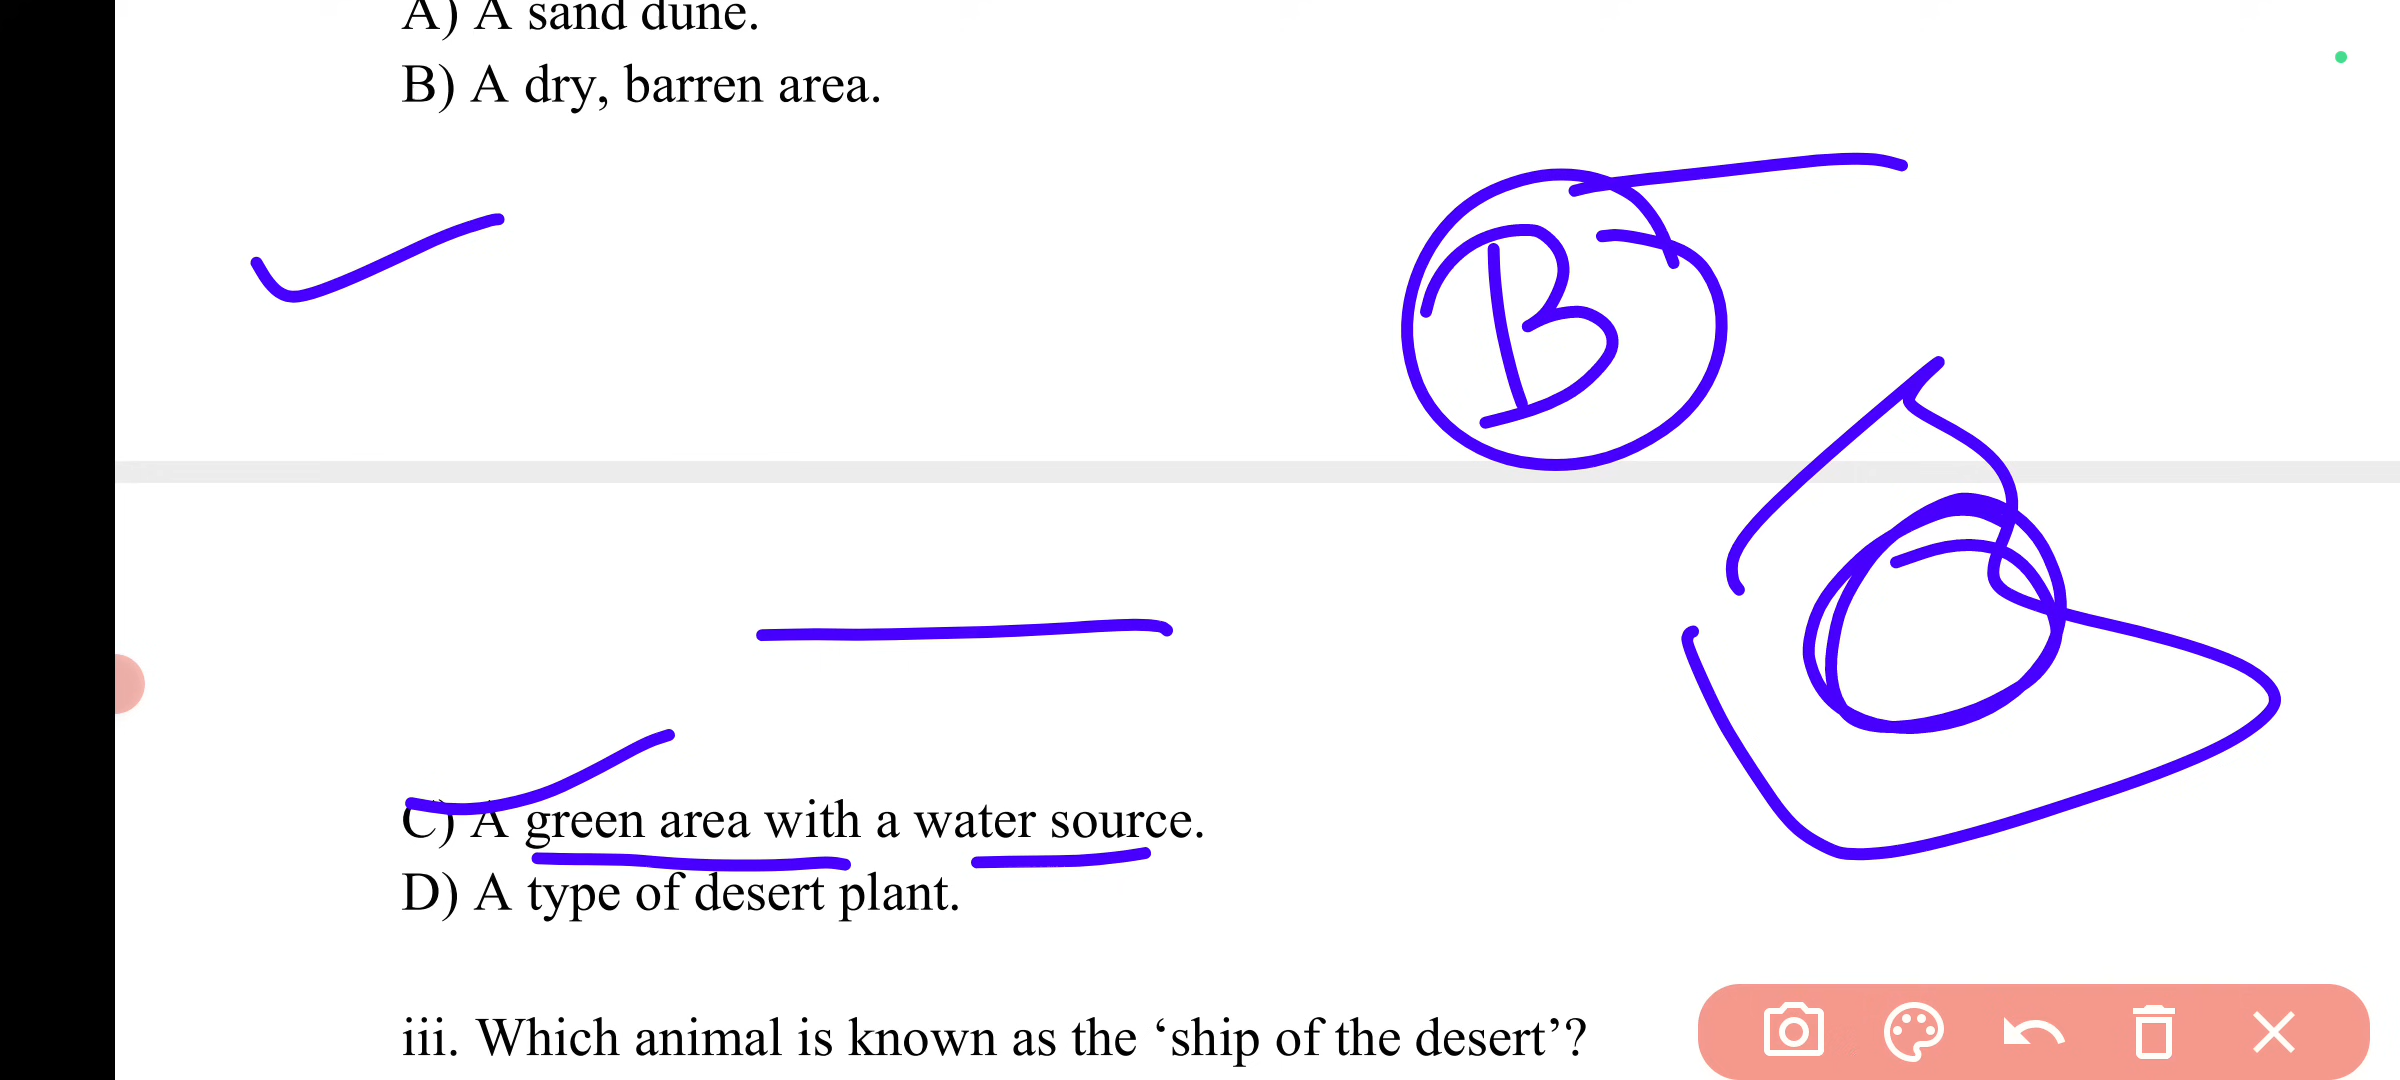 A) A sand dune.
B) A dry, barren area.
B
C) A green area with a water source.
D) A type of desert plant.
iii. Which animal is known as the ‘ship of the desert’?